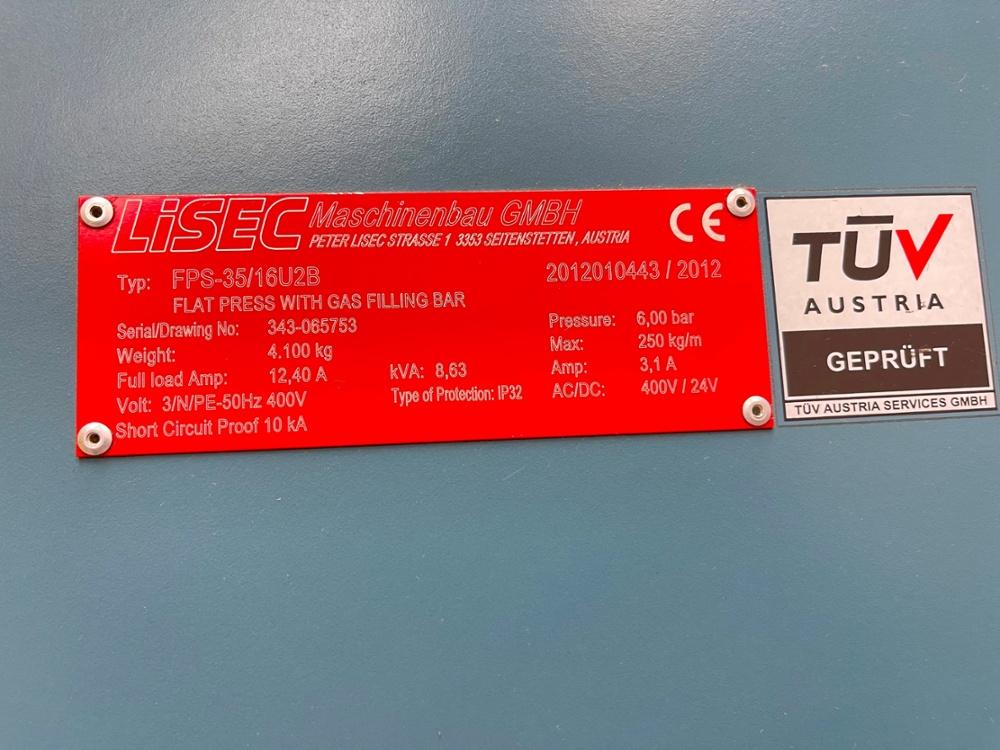 LiSEC Maschinenbau GMBH CE
PETER LISEC STRASSE 1 3353 SEITENSTETTEN, AUSTRIA
Typ: FPS-35/16U2B 2012010443 / 2012
FLAT PRESS WITH GAS FILLING BAR
Serial/Drawing No: 343-065753 Pressure: 6,00 bar
Weight: 4.100 kg Max: 250 kg/m
Full load Amp: 12,40 A kVA: 8,63 Amp: 3,1 A
Volt: 3/N/PE-50Hz 400V Type of Protection: IP32 AC/DC: 400V / 24V
Short Circuit Proof 10 kA
TÜV
AUSTRIA
GEPRÜFT
TÜV AUSTRIA SERVICES GMBH